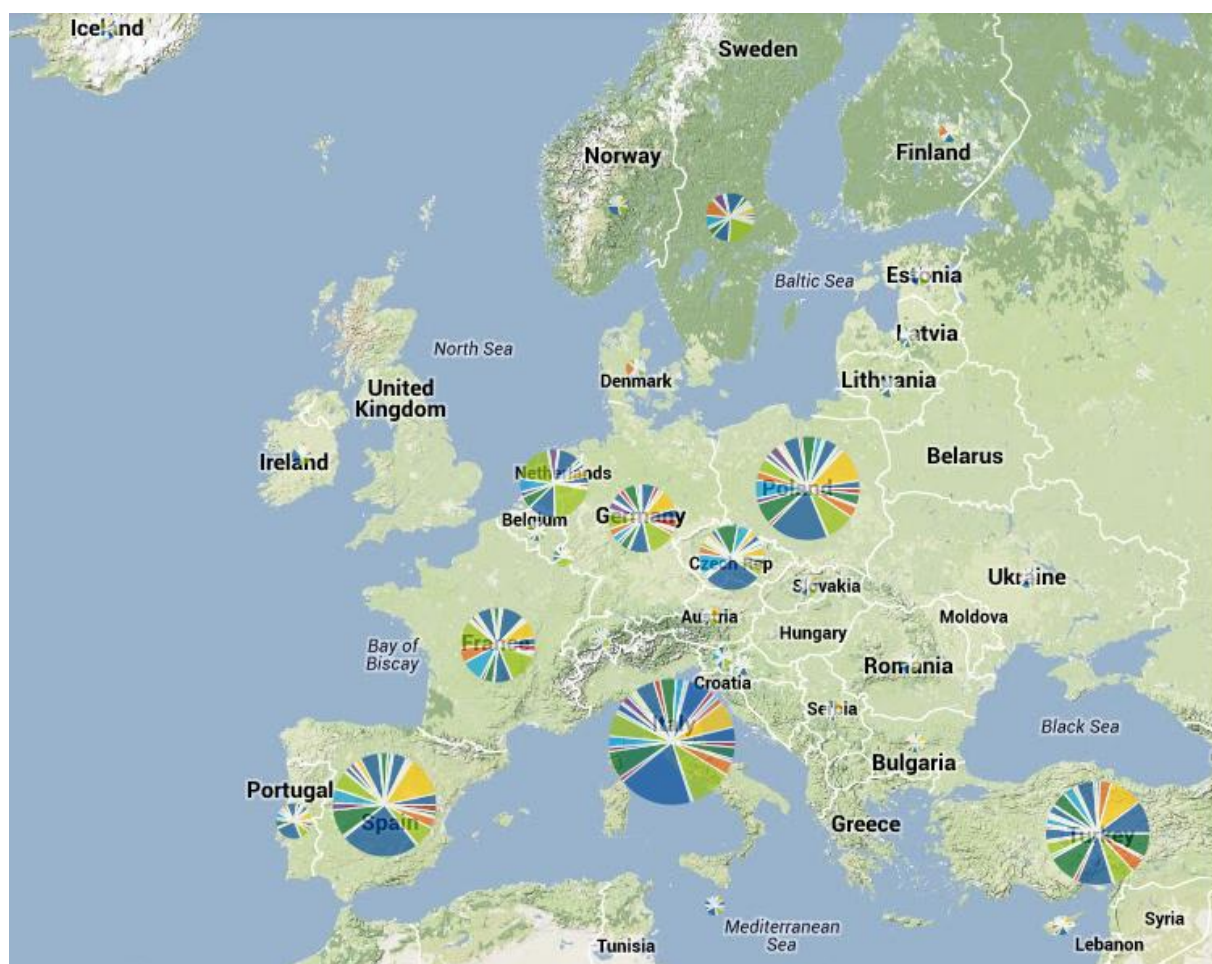 Iceland
Sweden
Norway
Finland
Baltic Sea
Estonia
Latvia
North Sea
Denmark
Lithuania
United
Kingdom
Belarus
Ireland
Netherlands
Poland
Belgium
Germany
Czech Rep
Slovakia
Ukraine
Austria
Moldova
Hungary
Bay of
Biscay
France
Romania
Croatia
Serbia
Italy
Black Sea
Bulgaria
Portugal
Spain
Greece
Turkey
Mediterranean
Sea
Syria
Tunisia
Lebanon